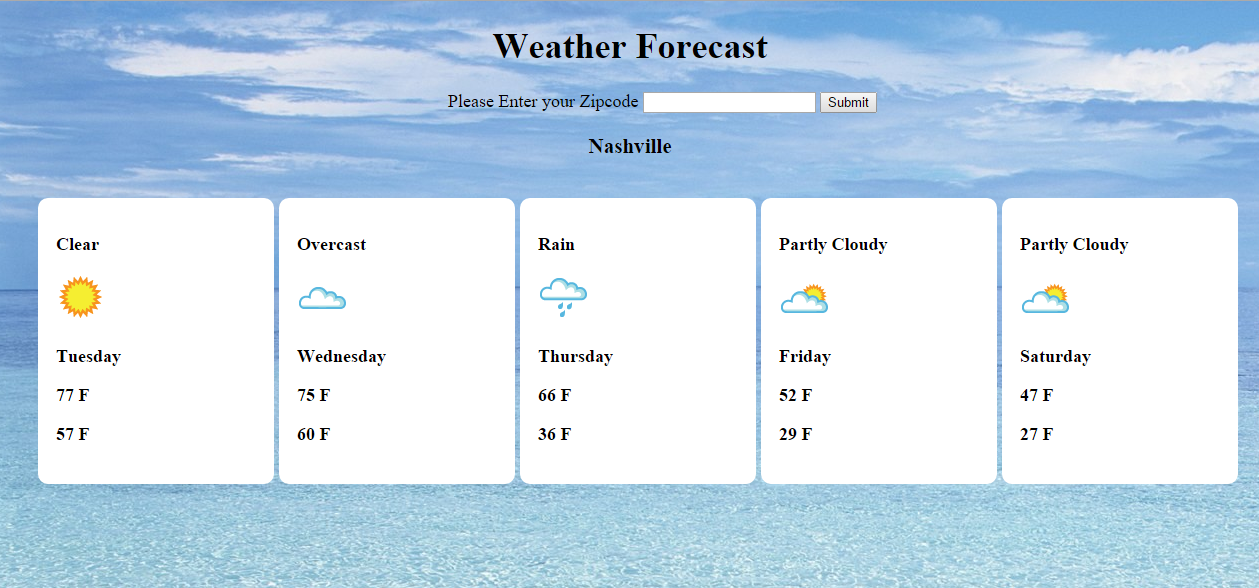 Weather Forecast
Please Enter your Zipcode Submit
Nashville
Clear
Tuesday
77 F
57 F
Overcast
Wednesday
75 F
60 F
Rain
Thursday
66 F
36 F
Partly Cloudy
Friday
52 F
29 F
Partly Cloudy
Saturday
47 F
27 F